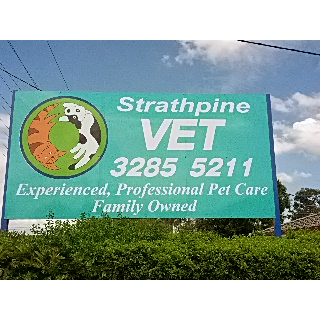 Strathpine
VET
3285 5211
Experienced, Professional Pet Care
Family Owned